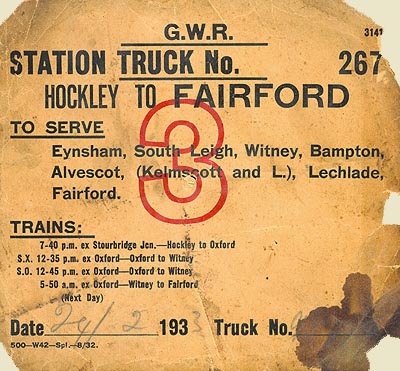 G.W.R.
3141
STATION TRUCK No. 267
HOCKLEY TO FAIRFORD
3
TO SERVE
Eynsham, South Leigh, Witney, Bampton,
Alvescot, (Kelmscott and L.), Lechlade,
Fairford.
TRAINS:
7-40 p.m. ex Stourbridge Jcn.—Hockley to Oxford
S.X. 12-35 p.m. ex Oxford—Oxford to Witney
S.O. 12-45 p.m. ex Oxford—Oxford to Witney
5-50 a.m. ex Oxford—Witney to Fairford
(Next Day)
Date 24/2 1933 Truck No.
500—W42—Spl.—8/32.